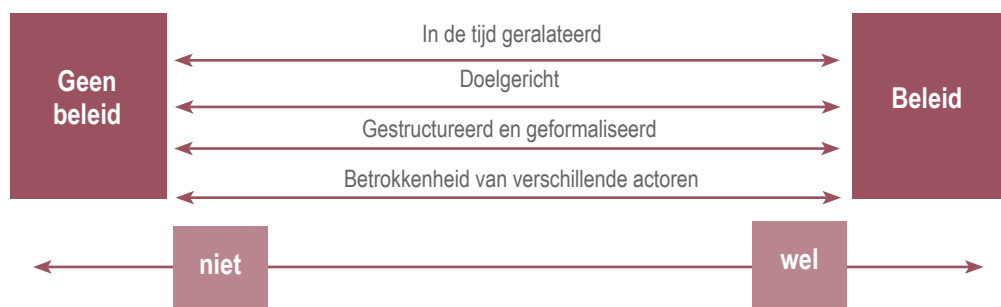 In de tijd geralateerd
Geen
beleid
Doelgericht
Beleid
Gestructureerd en geformaliseerd
Betrokkenheid van verschillende actoren
niet
wel